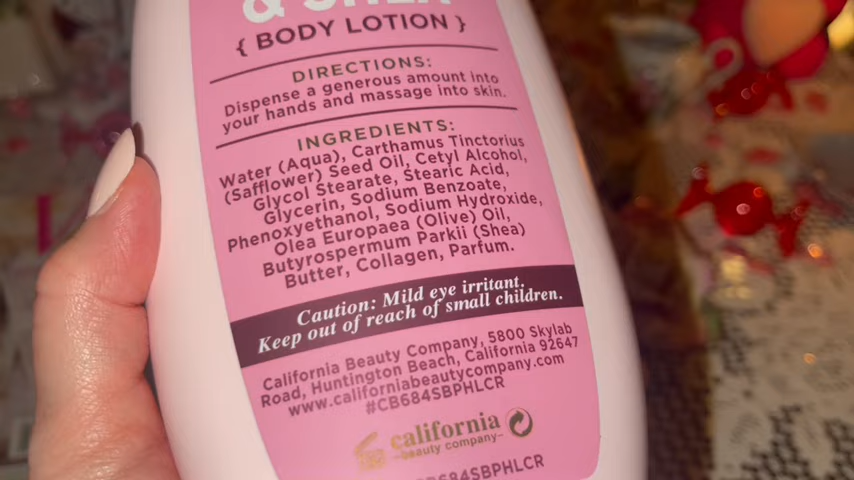 & SHEA
{ BODY LOTION }
DIRECTIONS:
Dispense a generous amount into
your hands and massage into skin.
INGREDIENTS:
Water (Aqua), Carthamus Tinctorius
(Safflower) Seed Oil, Cetyl Alcohol,
Glycol Stearate, Stearic Acid,
Glycerin, Sodium Benzoate,
Phenoxyethanol, Sodium Hydroxide,
Olea Europaea (Olive) Oil,
Butyrospermum Parkii (Shea)
Butter, Collagen, Parfum.
Caution: Mild eye irritant.
Keep out of reach of small children.
California Beauty Company, 5800 Skylab
Road, Huntington Beach, California 92647
www.californiabeautycompany.com
#CB684SBPHLCR
california
-beauty company-
CB684SBPHLCR